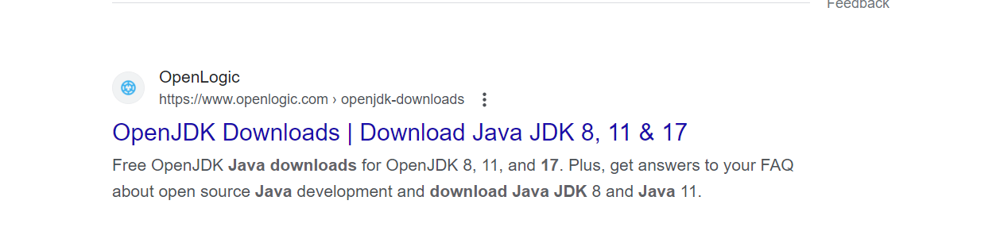 Feedback
OpenLogic
https://www.openlogic.com › openjdk-downloads
OpenJDK Downloads | Download Java JDK 8, 11 & 17
Free OpenJDK Java downloads for OpenJDK 8, 11, and 17. Plus, get answers to your FAQ
about open source Java development and download Java JDK 8 and Java 11.